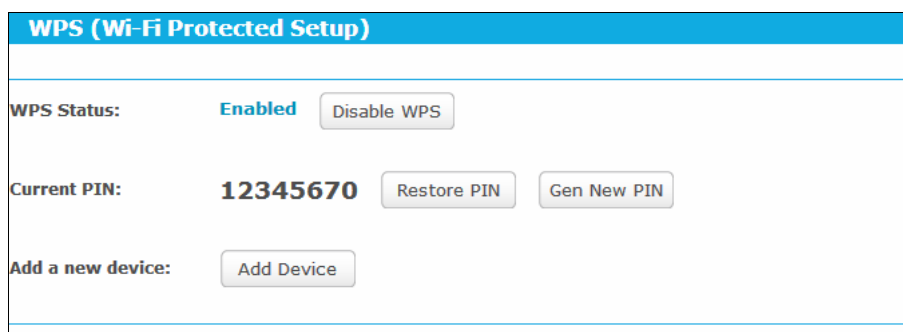 WPS (Wi-Fi Protected Setup)
WPS Status: Enabled Disable WPS
Current PIN: 12345670 Restore PIN Gen New PIN
Add a new device: Add Device